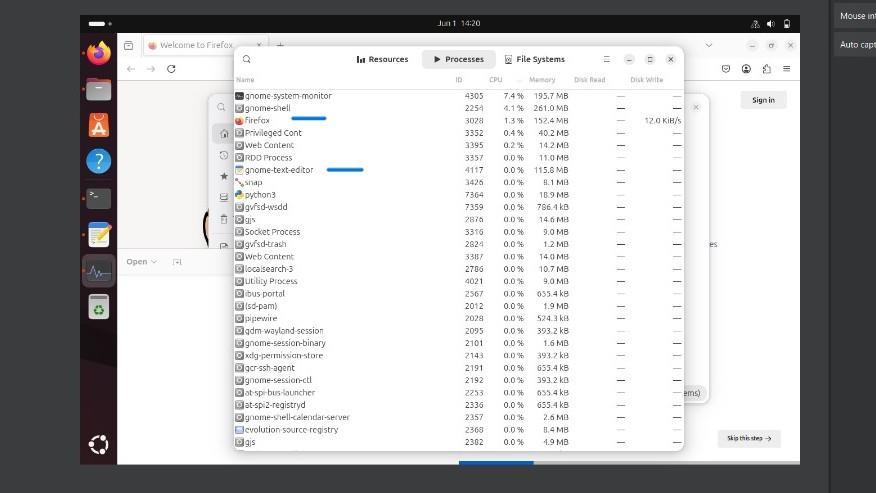 Jun 1 14:20
Mouse int
Auto capt
Welcome to Firefox
Resources Processes File Systems
Sign in
Name ID CPU Memory Disk Read Disk Write
gnome-system-monitor 4305 7.4 % 195.7 MB — —
gnome-shell 2254 4.1 % 261.0 MB — —
firefox 3028 1.3 % 152.4 MB — 12.0 KiB/s
Privileged Cont 3352 0.4 % 40.2 MB — —
Web Content 3395 0.2 % 14.2 MB — —
RDD Process 3357 0.0 % 11.0 MB — —
gnome-text-editor 4117 0.0 % 115.8 MB — —
snap 3426 0.0 % 8.1 MB — —
python3 7364 0.0 % 18.9 MB — —
gvfsd-wsdd 7359 0.0 % 786.4 kB — —
gjs 2876 0.0 % 14.6 MB — —
Socket Process 3316 0.0 % 9.0 MB — —
gvfsd-trash 2824 0.0 % 1.2 MB — —
es
Web Content 3387 0.0 % 14.0 MB — —
Open
localsearch-3 2786 0.0 % 10.7 MB — —
Utility Process 4021 0.0 % 9.0 MB — —
ibus-portal 2567 0.0 % 655.4 kB — —
(sd-pam) 2012 0.0 % 1.9 MB — —
pipewire 2028 0.0 % 524.3 kB — —
gdm-wayland-session 2095 0.0 % 393.2 kB — —
gnome-session-binary 2101 0.0 % 1.6 MB — —
xdg-permission-store 2143 0.0 % 393.2 kB — —
gcr-ssh-agent 2191 0.0 % 655.4 kB — —
gnome-session-ctl 2192 0.0 % 393.2 kB — —
at-spi-bus-launcher 2253 0.0 % 655.4 kB — —
ems)
at-spi2-registryd 2336 0.0 % 655.4 kB — —
gnome-shell-calendar-server 2357 0.0 % 2.6 MB — —
evolution-source-registry 2368 0.0 % 8.4 MB — —
Skip this step →
gjs 2382 0.0 % 4.9 MB — —